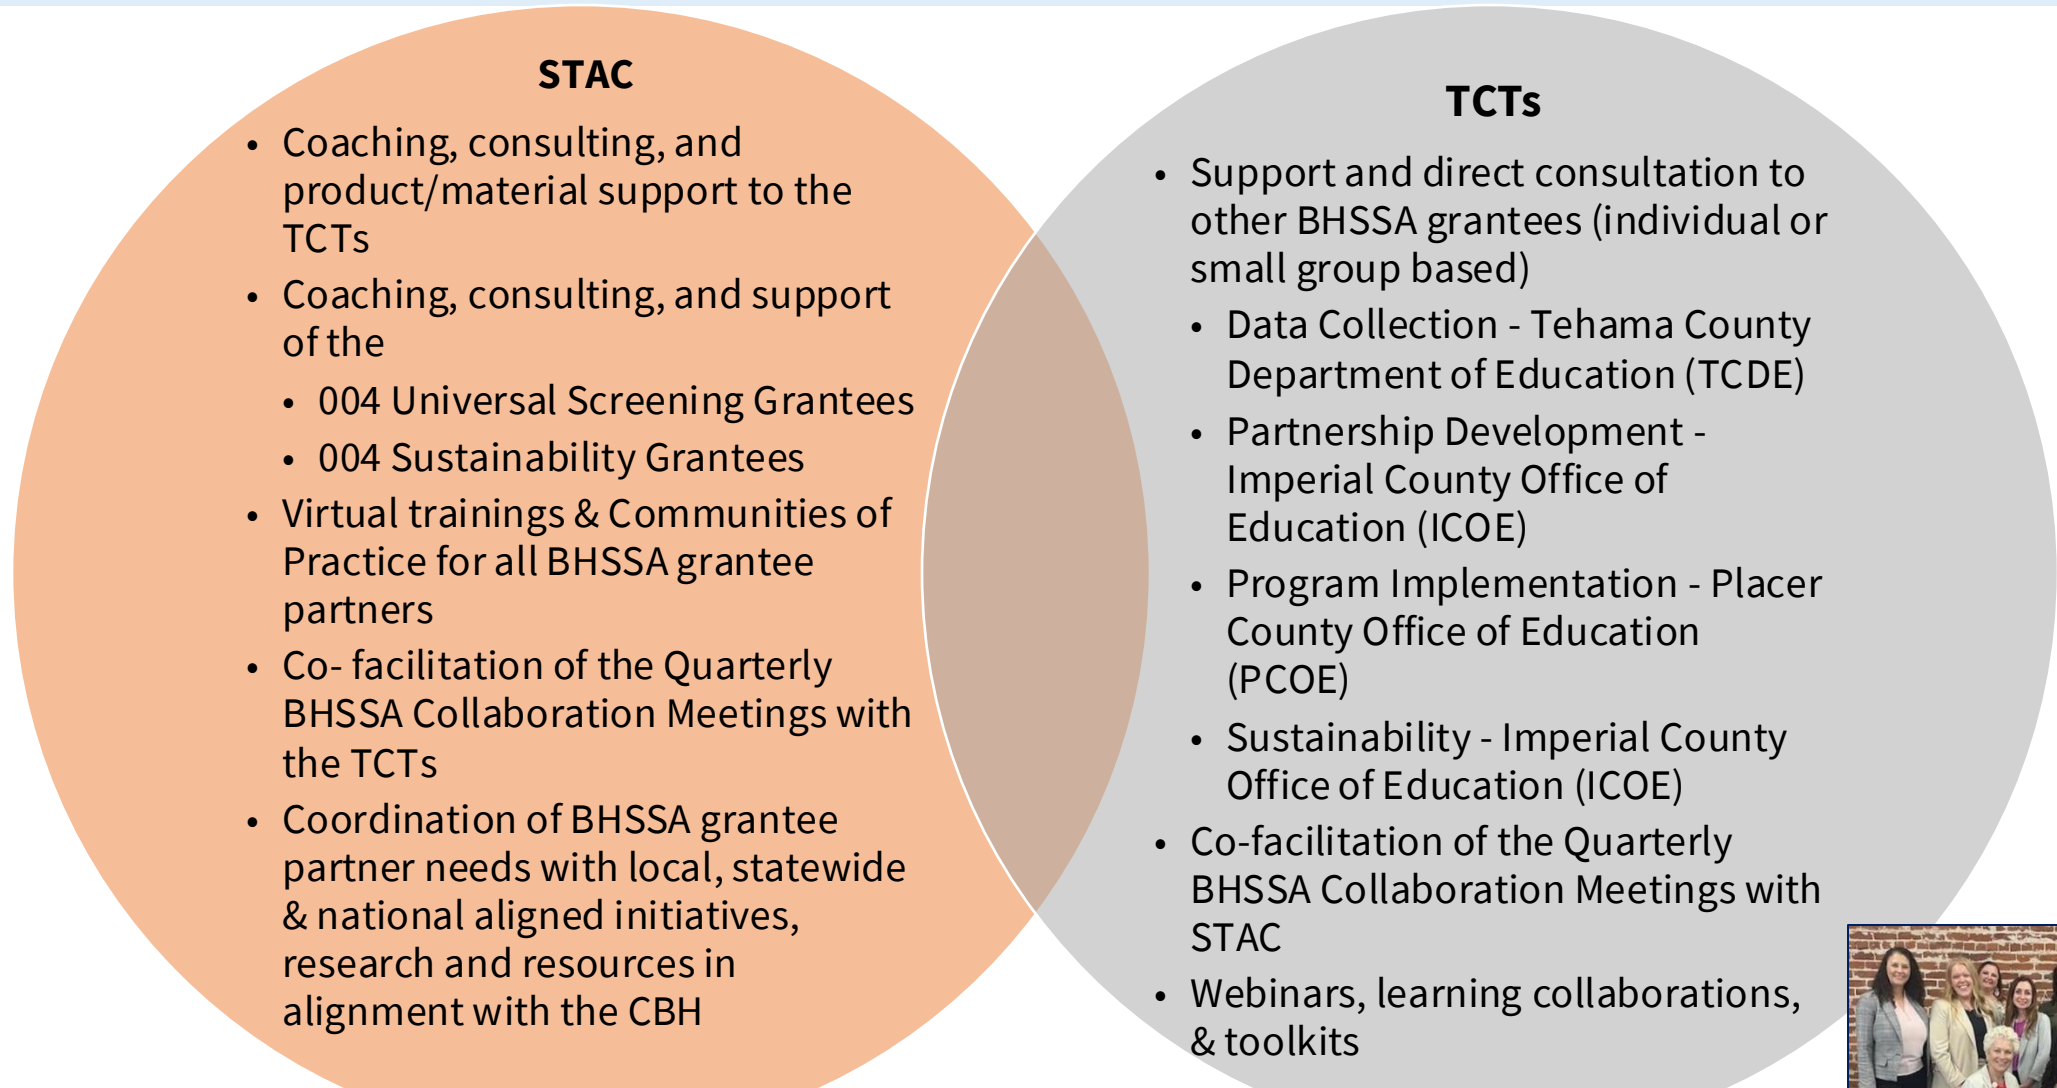 STAC
• Coaching, consulting, and
product/material support to the
TCTs
• Coaching, consulting, and support
of the
• 004 Universal Screening Grantees
• 004 Sustainability Grantees
• Virtual trainings & Communities of
Practice for all BHSSA grantee
partners
• Co- facilitation of the Quarterly
BHSSA Collaboration Meetings with
the TCTs
• Coordination of BHSSA grantee
partner needs with local, statewide
& national aligned initiatives,
research and resources in
alignment with the CBH
TCTs
• Support and direct consultation to
other BHSSA grantees (individual or
small group based)
• Data Collection - Tehama County
Department of Education (TCDE)
• Partnership Development -
Imperial County Office of
Education (ICOE)
• Program Implementation - Placer
County Office of Education
(PCOE)
• Sustainability - Imperial County
Office of Education (ICOE)
• Co-facilitation of the Quarterly
BHSSA Collaboration Meetings with
STAC
• Webinars, learning collaborations,
& toolkits